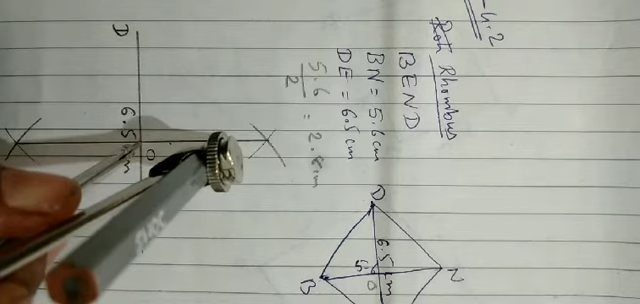 -4.2
Rhombus
BEND
BN = 5.6 cm
DE = 6.5 cm
5.6
2
= 2.8 cm
D
6.5 cm
O
D
6.5 cm
5.
O
B
N